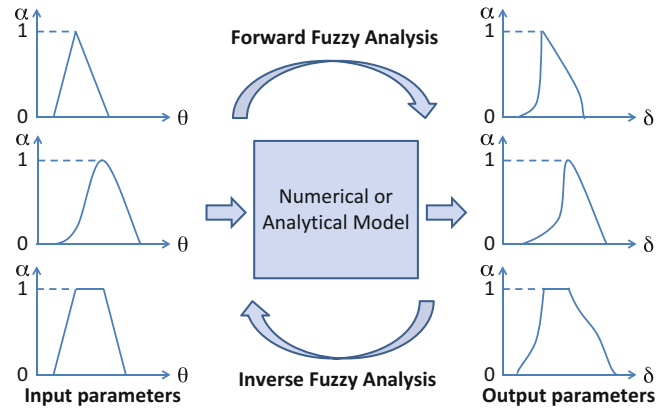 α
1
0
θ
α
1
0
θ
α
1
0
θ
Input parameters
Forward Fuzzy Analysis
Numerical or
Analytical Model
Inverse Fuzzy Analysis
α
1
0
δ
α
1
0
δ
α
1
0
δ
Output parameters